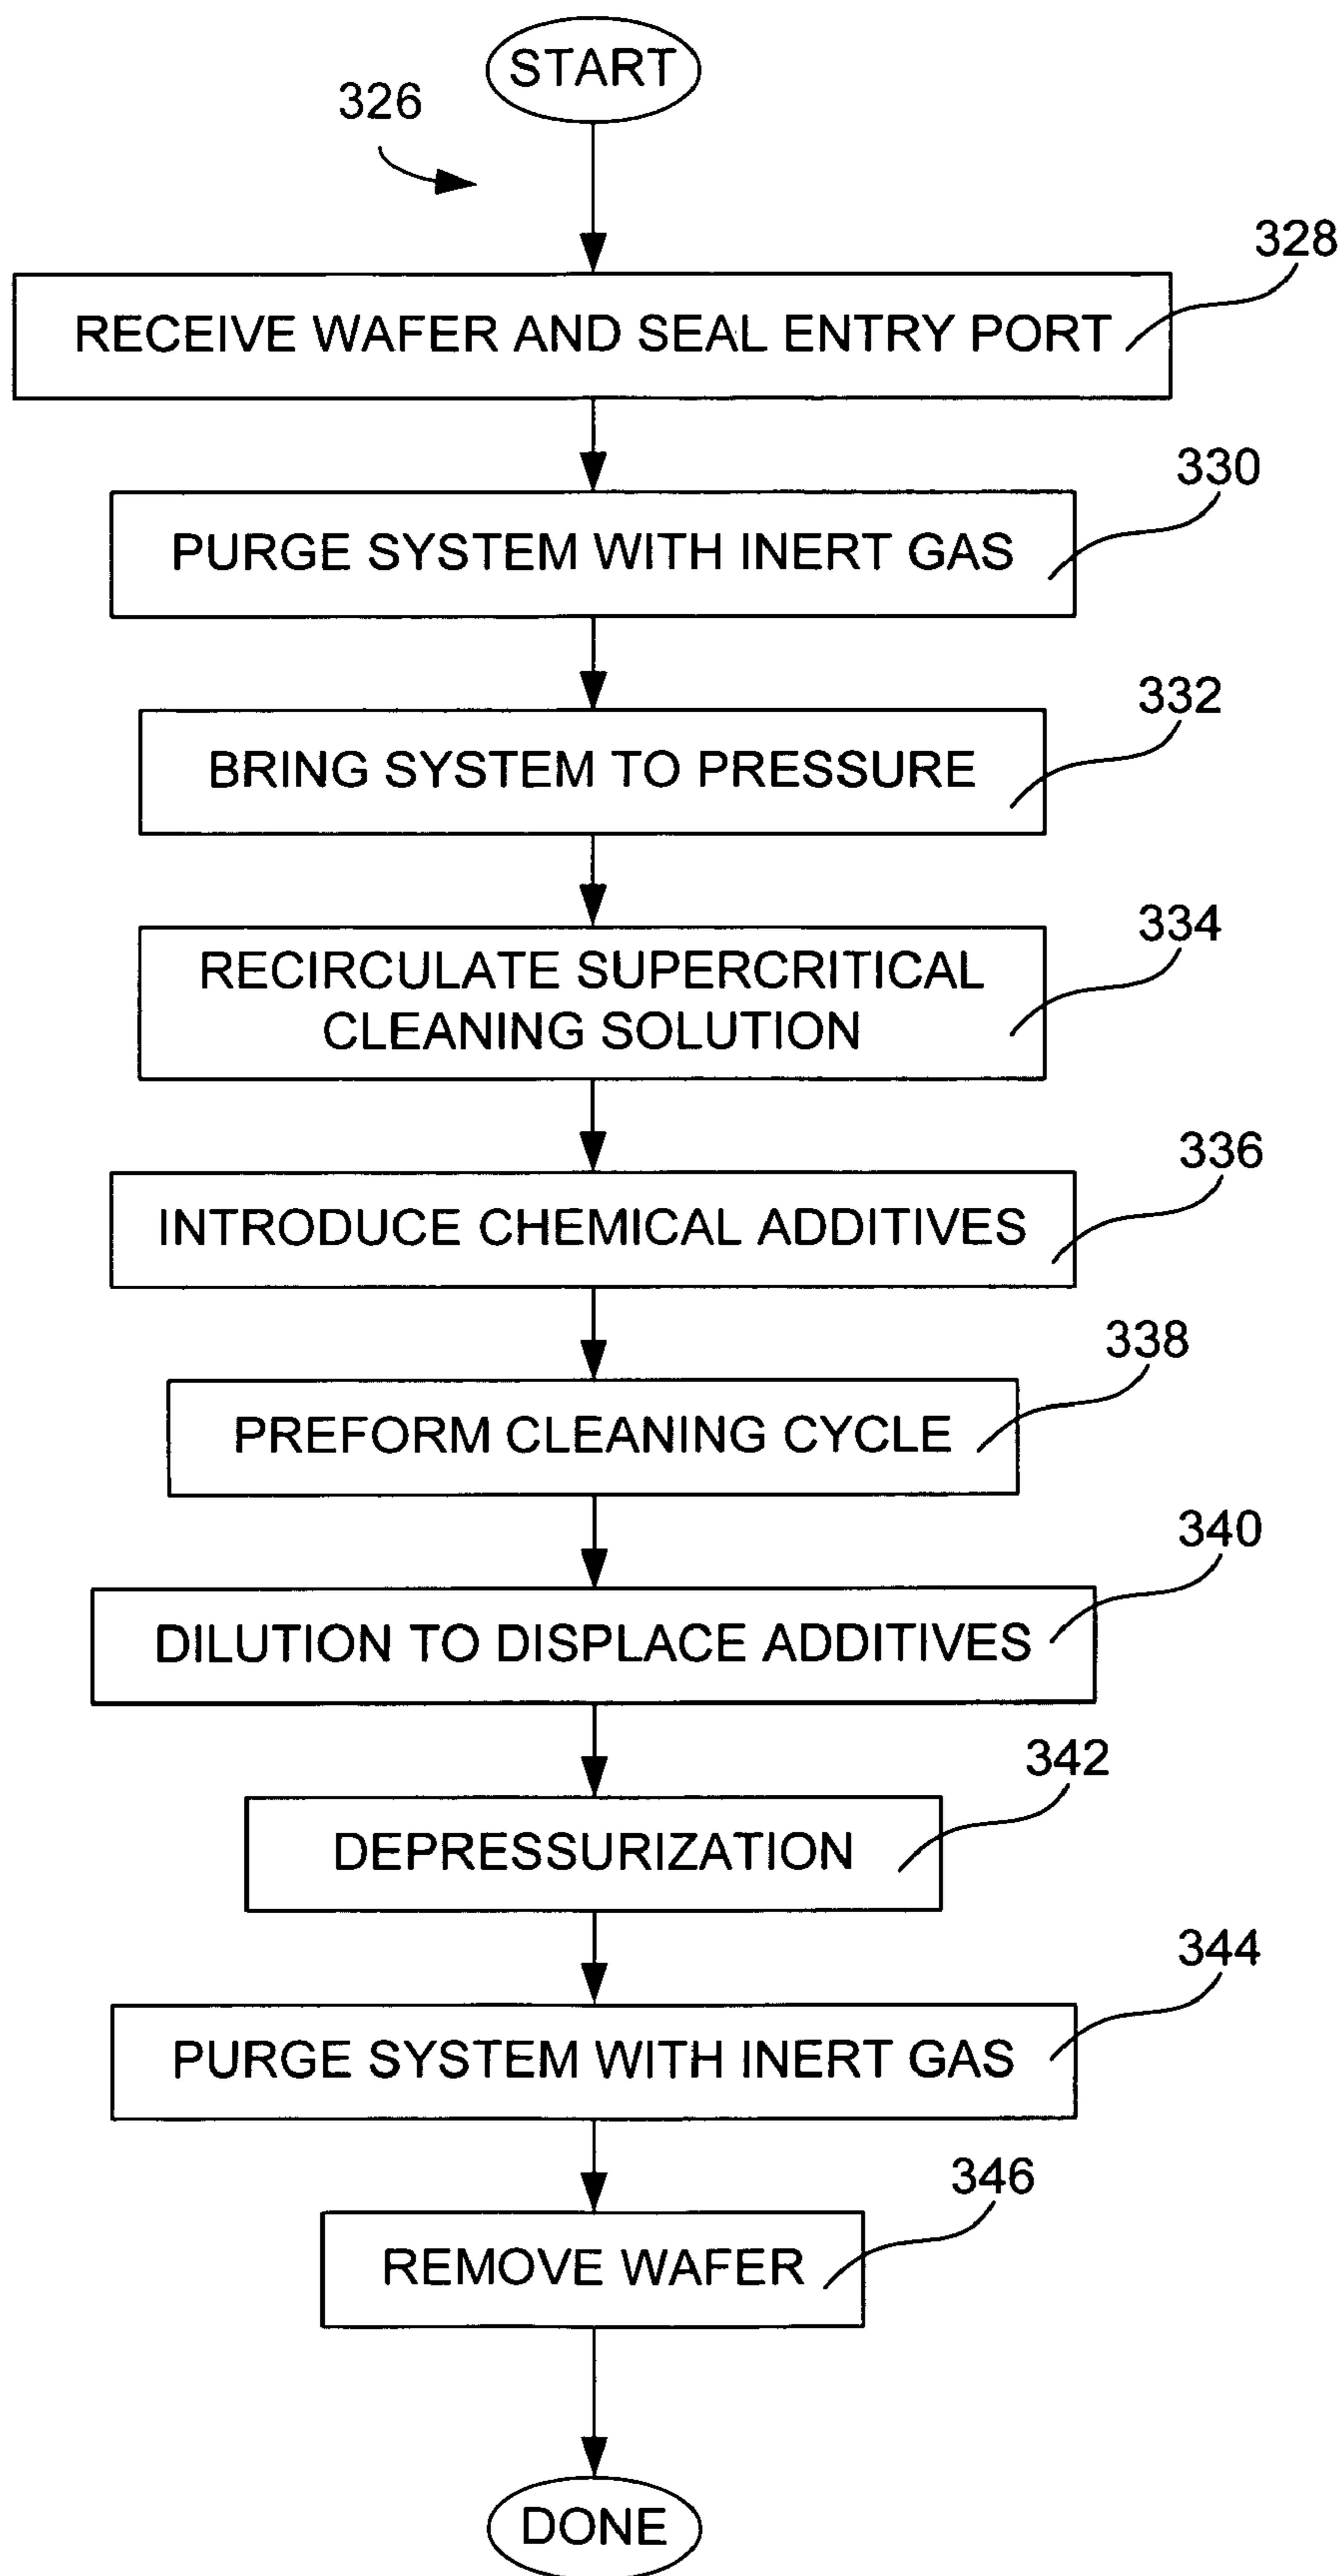 START
326
328
RECEIVE WAFER AND SEAL ENTRY PORT
330
PURGE SYSTEM WITH INERT GAS
332
BRING SYSTEM TO PRESSURE
334
RECIRCULATE SUPERCRITICAL
CLEANING SOLUTION
336
INTRODUCE CHEMICAL ADDITIVES
338
PREFORM CLEANING CYCLE
340
DILUTION TO DISPLACE ADDITIVES
342
DEPRESSURIZATION
344
PURGE SYSTEM WITH INERT GAS
346
REMOVE WAFER
DONE